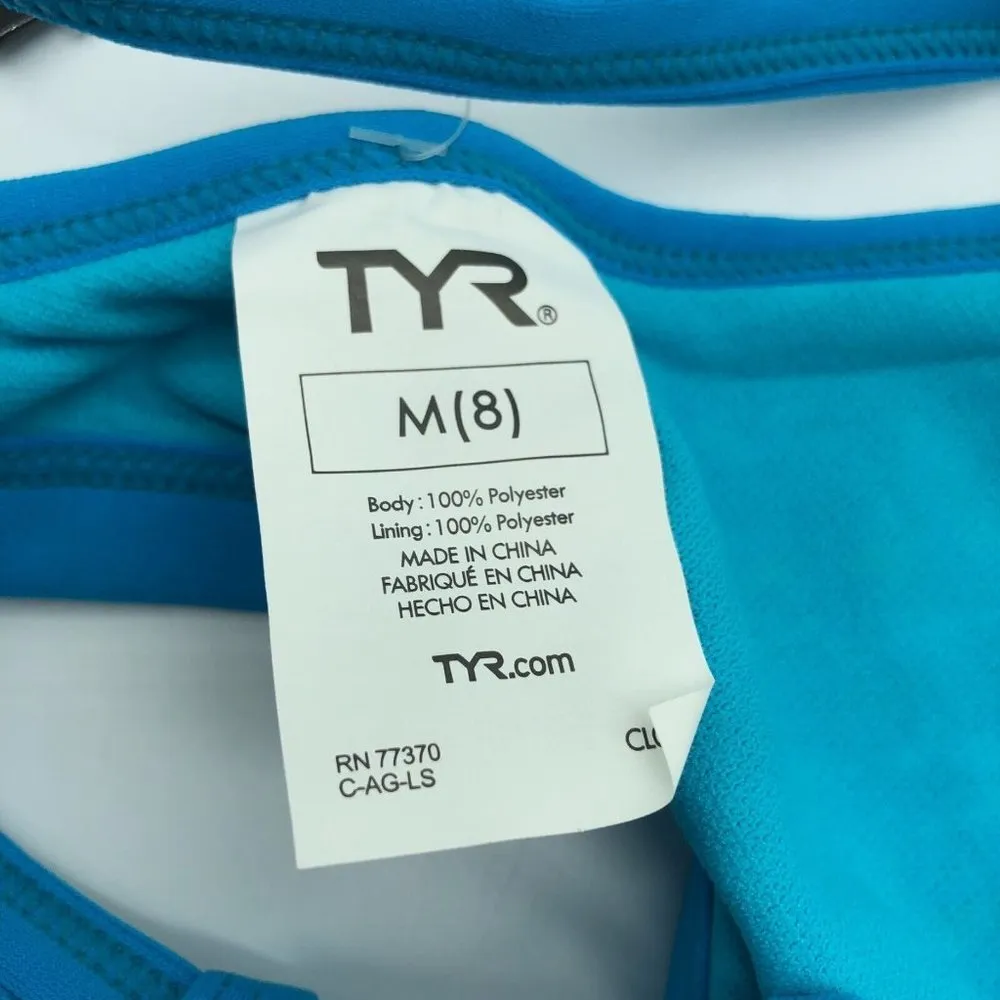 TYR®
M(8)
Body: 100% Polyester
Lining: 100% Polyester
MADE IN CHINA
FABRIQUÉ EN CHINA
HECHO EN CHINA
TYR.com
RN 77370
C-AG-LS